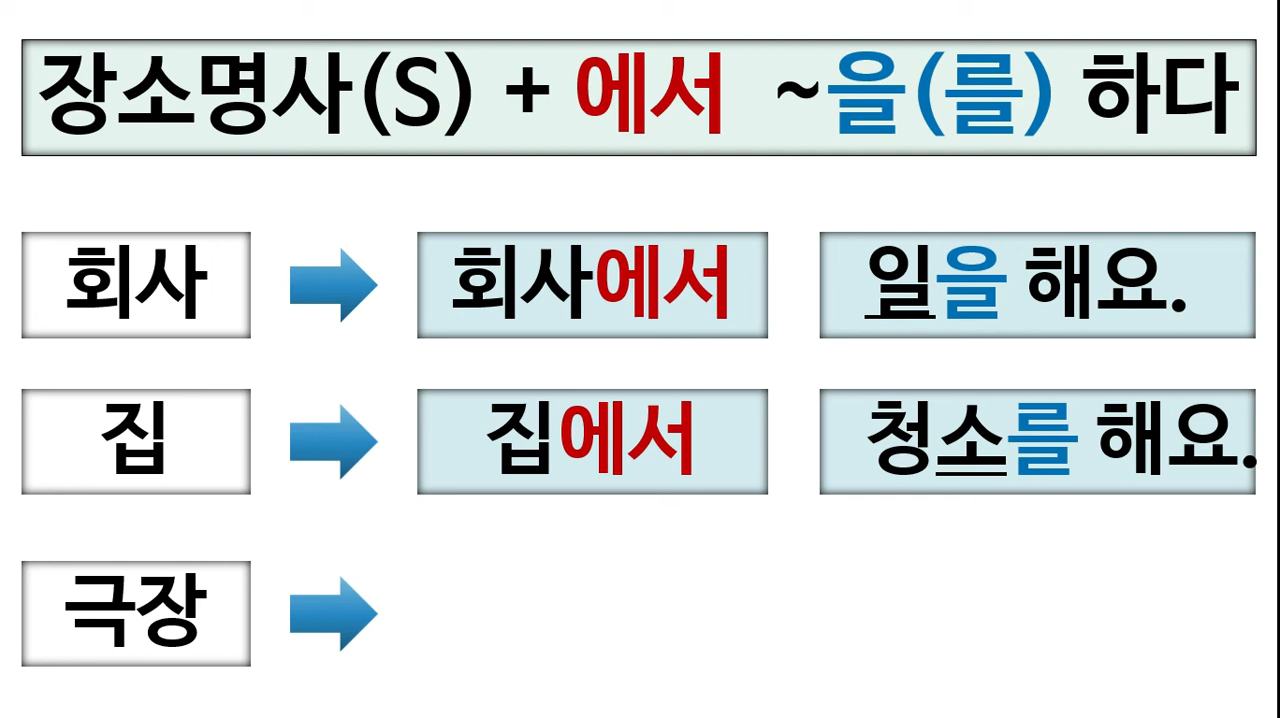 장소명사(S) + 에서 ~을(를) 하다
회사 회사에서 일을 해요.
집 집에서 청소를 해요.
극장